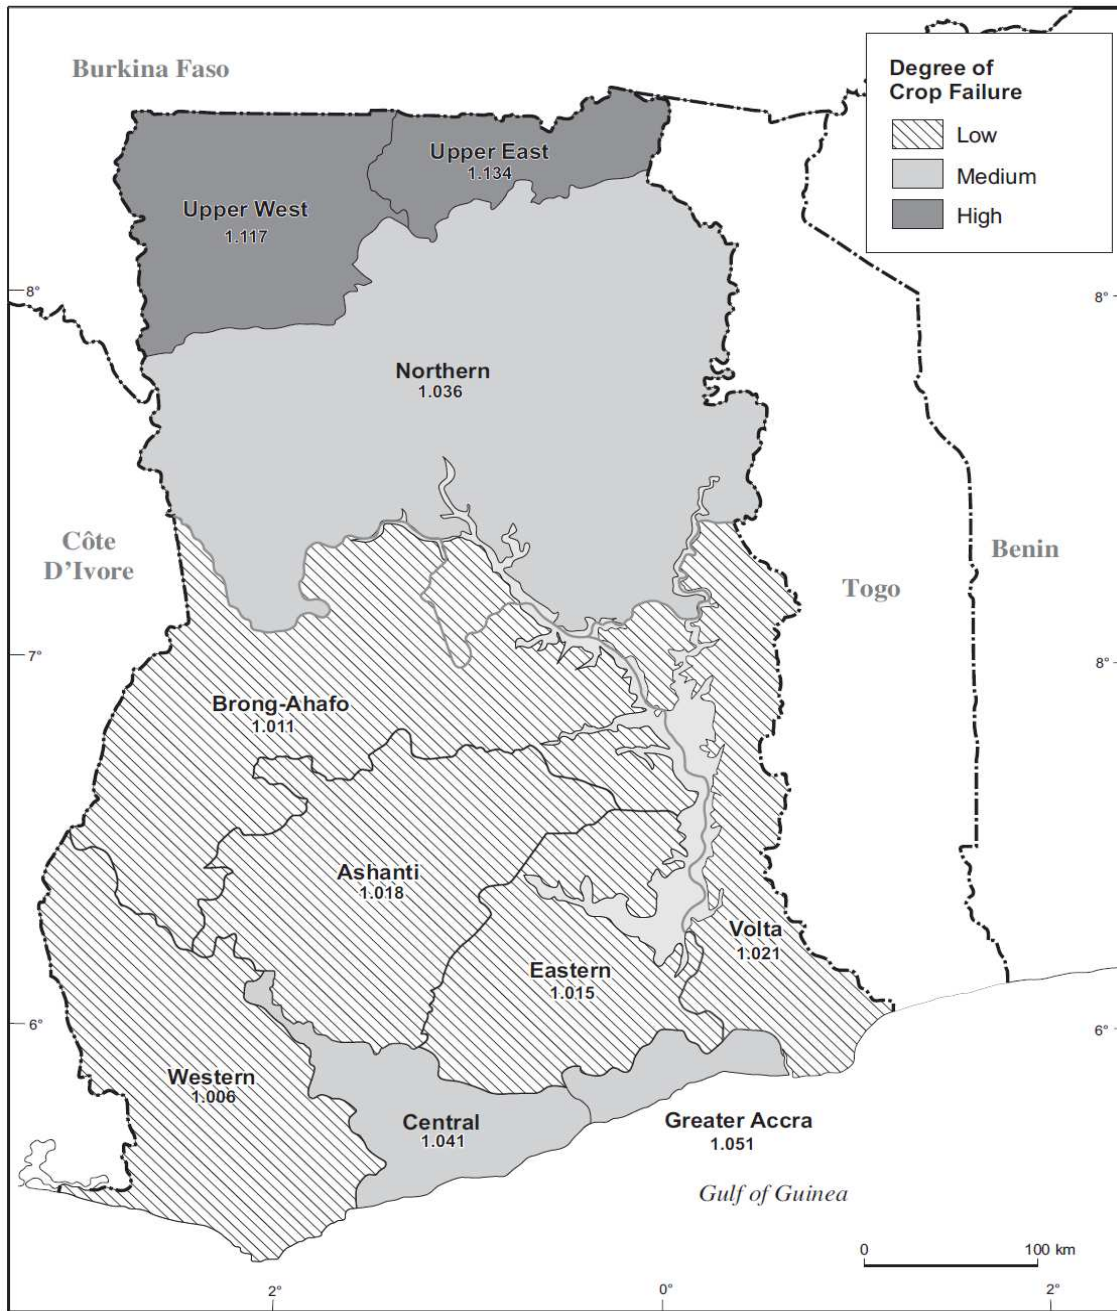 Burkina Faso
Degree of
Crop Failure
Low
Medium
High
Upper East
1.134
Upper West
1.117
8°
8°
Northern
1.036
Côte
D'Ivore
Benin
Togo
7°
8°
Brong-Ahafo
1.011
Ashanti
1.018
Volta
1.021
Eastern
1.015
6°
6°
Western
1.006
Central
1.041
Greater Accra
1.051
Gulf of Guinea
0
100 km
2°
0°
2°